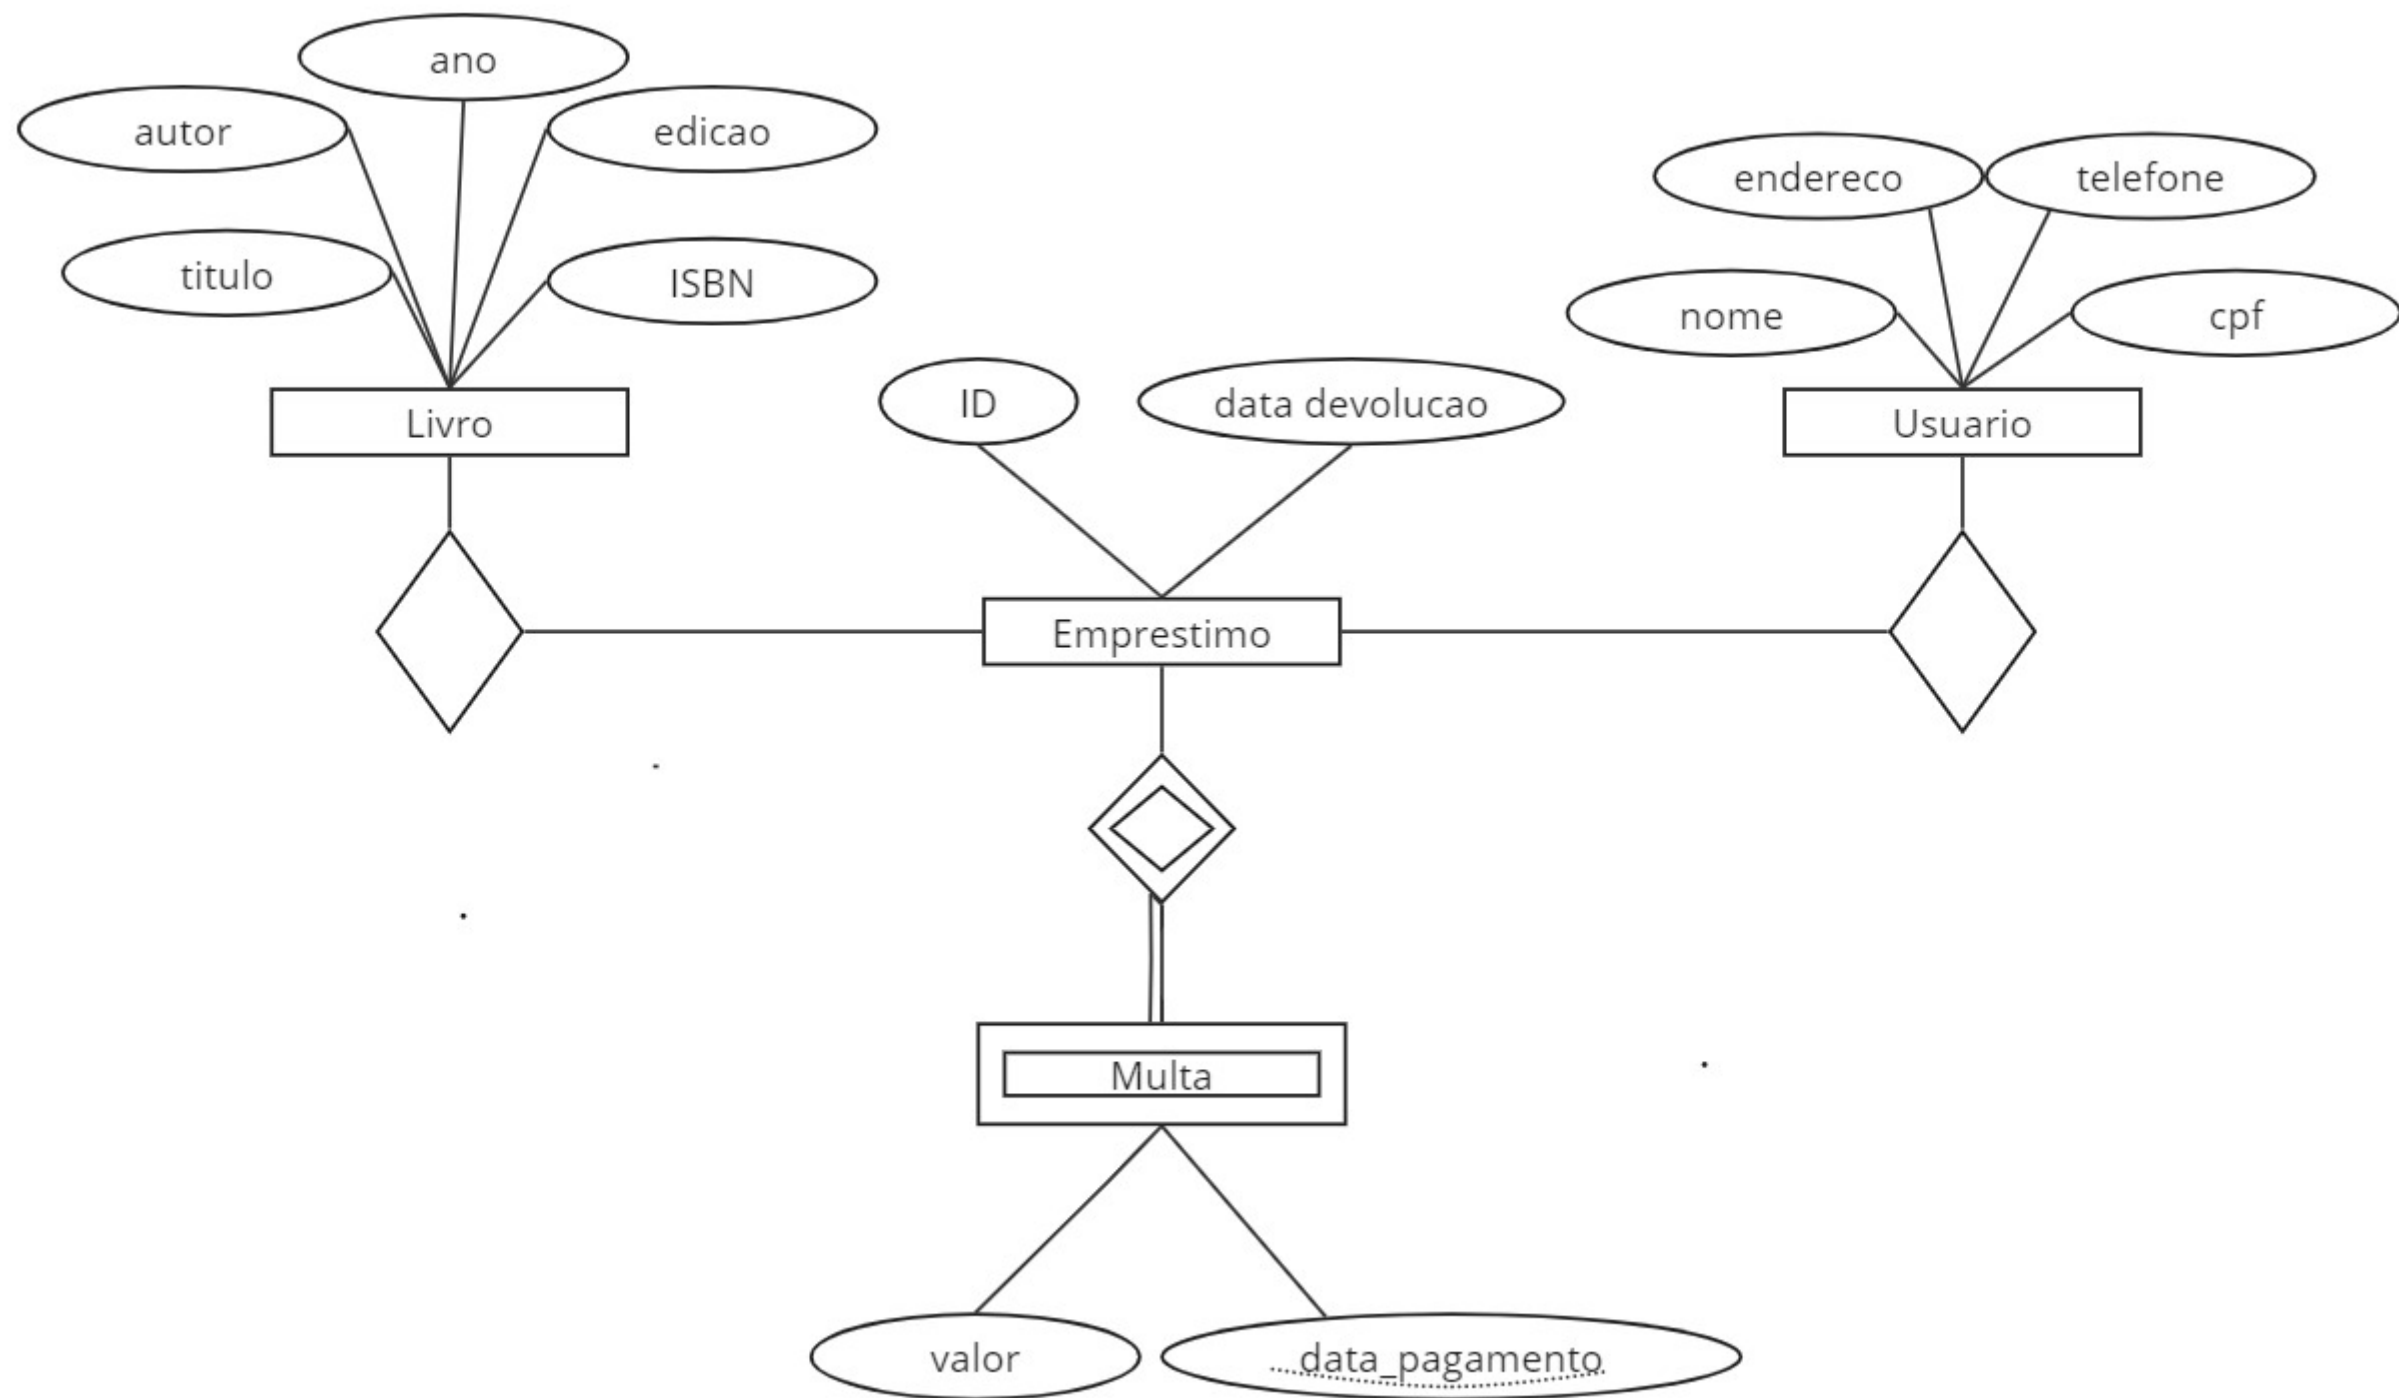 ano
autor
edicao
titulo
ISBN
endereco
telefone
nome
cpf
Livro
ID
data devolucao
Usuario
Emprestimo
Multa
valor
data_pagamento